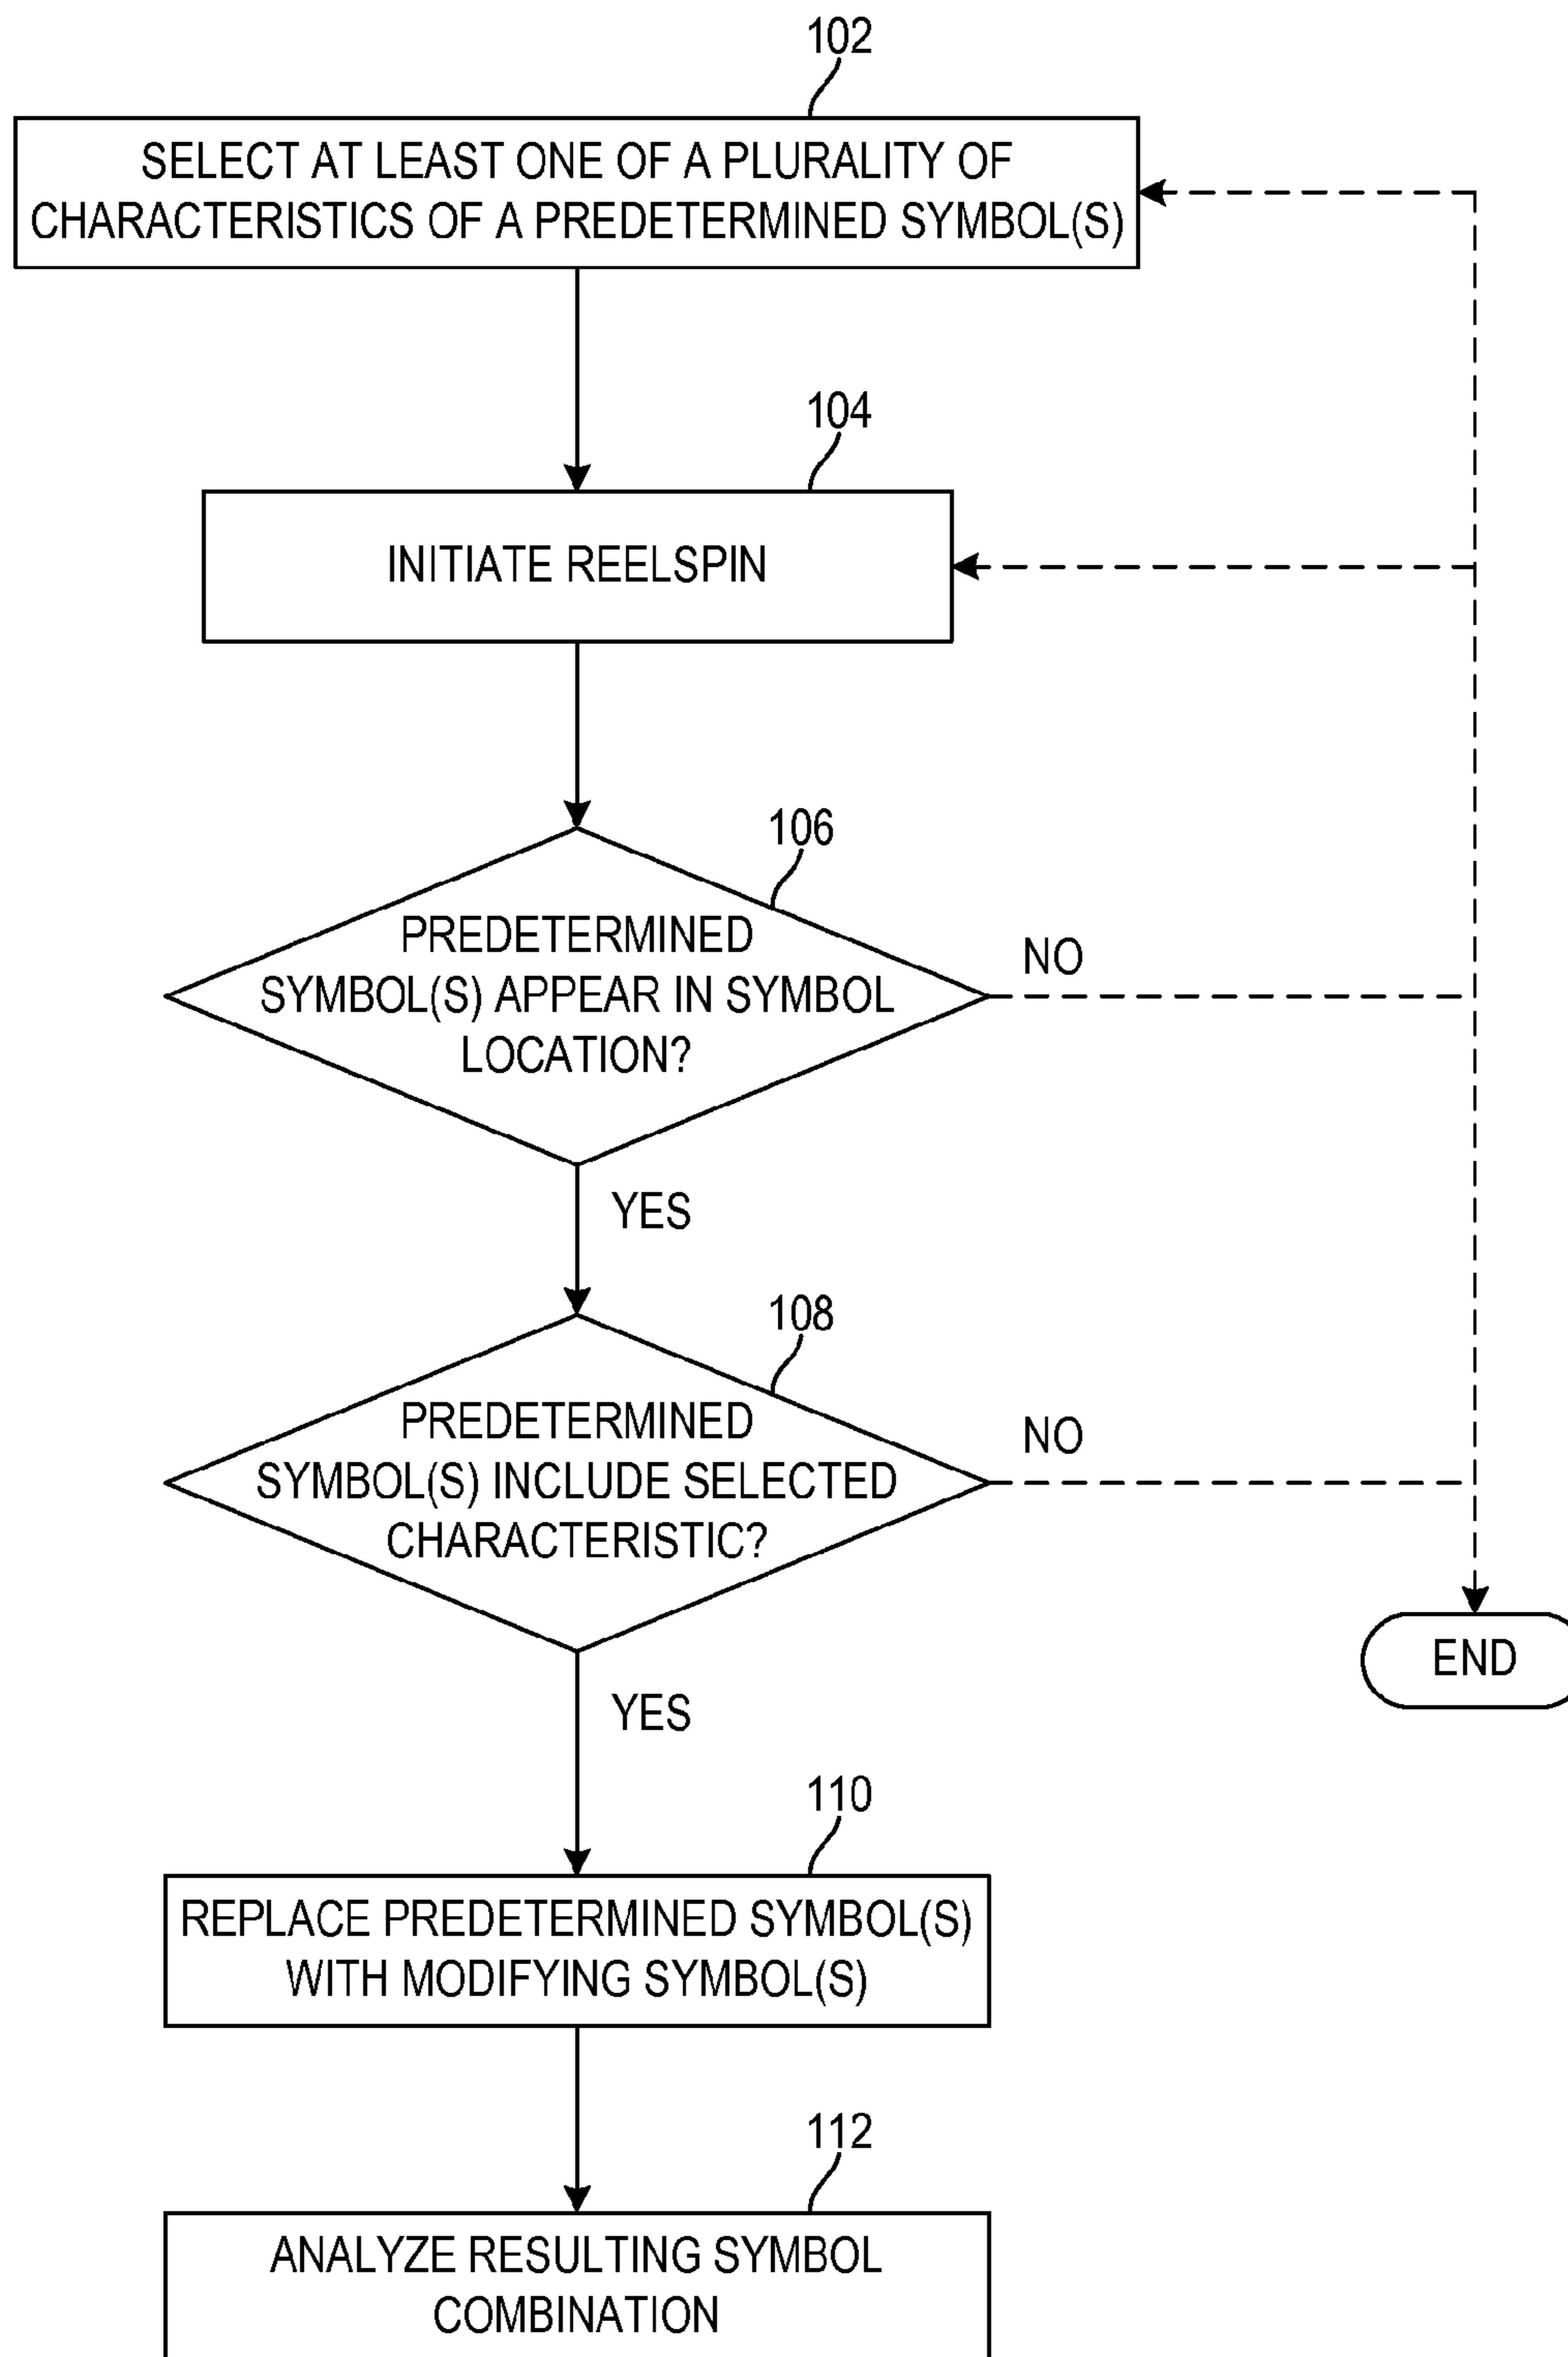 102
SELECT AT LEAST ONE OF A PLURALITY OF
CHARACTERISTICS OF A PREDETERMINED SYMBOL(S)
104
INITIATE REELSPIN
106
PREDETERMINED
SYMBOL(S) APPEAR IN SYMBOL
LOCATION?
NO
YES
108
PREDETERMINED
SYMBOL(S) INCLUDE SELECTED
CHARACTERISTIC?
NO
END
YES
110
REPLACE PREDETERMINED SYMBOL(S)
WITH MODIFYING SYMBOL(S)
112
ANALYZE RESULTING SYMBOL
COMBINATION